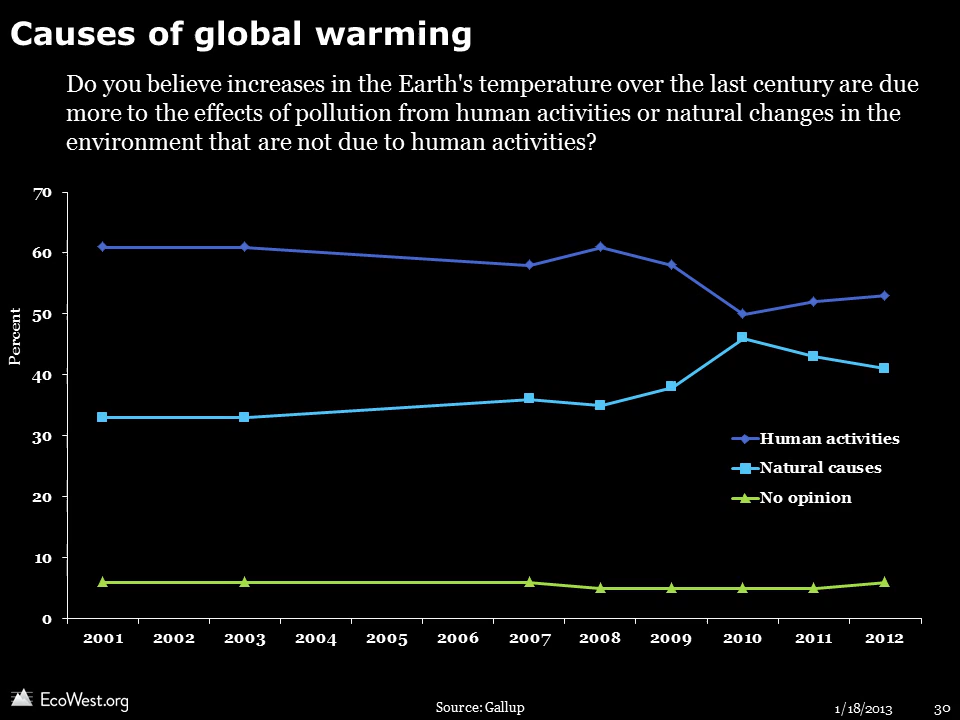 Causes of global warming
Do you believe increases in the Earth's temperature over the last century are due
more to the effects of pollution from human activities or natural changes in the
environment that are not due to human activities?
70
60
50
40
30
20
10
0
Percent
Human activities
Natural causes
No opinion
2001 2002 2003 2004 2005 2006 2007 2008 2009 2010 2011 2012
EcoWest.org
Source: Gallup
1/18/2013
30